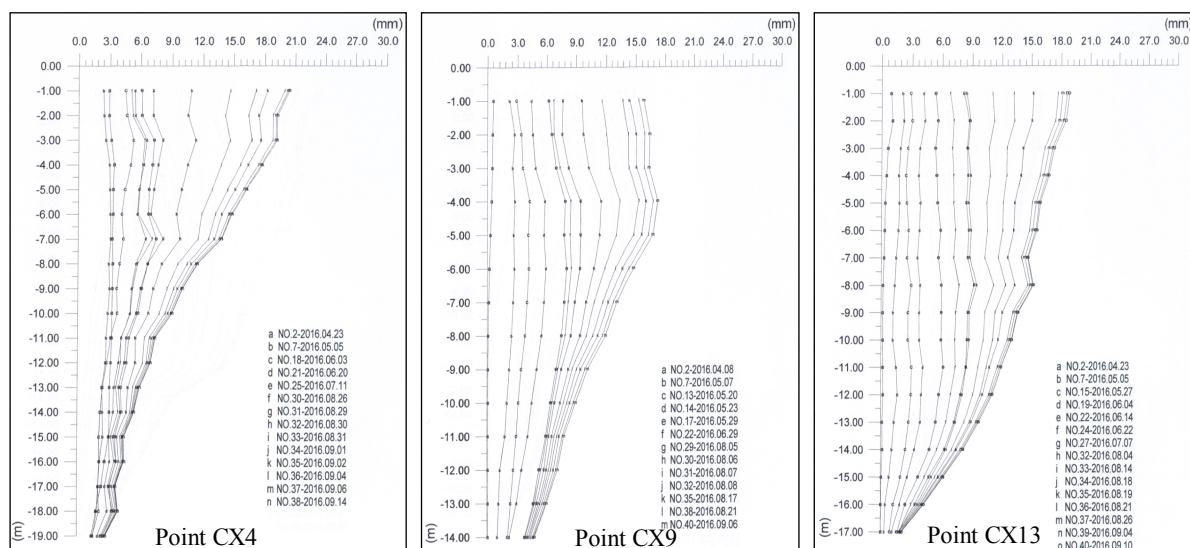 (mm)
0.0 3.0 6.0 9.0 12.0 15.0 18.0 21.0 24.0 27.0 30.0
0.00
-1.00
-2.00
-3.00
-4.00
-5.00
-6.00
-7.00
-8.00
-9.00
-10.00
-11.00
-12.00
-13.00
-14.00
-15.00
-16.00
-17.00
-18.00
-19.00
(m)
a NO.2-2016.04.23
b NO.7-2016.05.05
c NO.18-2016.06.03
d NO.21-2016.06.20
e NO.25-2016.07.11
f NO.30-2016.08.26
g NO.31-2016.08.29
h NO.32-2016.08.30
i NO.33-2016.08.31
j NO.34-2016.09.01
k NO.35-2016.09.02
l NO.36-2016.09.04
m NO.37-2016.09.06
n NO.38-2016.09.14
Point CX4
(mm)
0.0 3.0 6.0 9.0 12.0 15.0 18.0 21.0 24.0 27.0 30.0
0.00
-1.00
-2.00
-3.00
-4.00
-5.00
-6.00
-7.00
-8.00
-9.00
-10.00
-11.00
-12.00
-13.00
-14.00
(m)
a NO.2-2016.04.08
b NO.7-2016.05.07
c NO.13-2016.05.20
d NO.14-2016.05.23
e NO.17-2016.05.29
f NO.22-2016.06.29
g NO.29-2016.08.05
h NO.30-2016.08.06
i NO.31-2016.08.07
j NO.32-2016.08.08
k NO.35-2016.08.17
l NO.38-2016.08.21
m NO.40-2016.09.06
Point CX9
(mm)
0.0 3.0 6.0 9.0 12.0 15.0 18.0 21.0 24.0 27.0 30.0
0.00
-1.00
-2.00
-3.00
-4.00
-5.00
-6.00
-7.00
-8.00
-9.00
-10.00
-11.00
-12.00
-13.00
-14.00
-15.00
-16.00
-17.00
(m)
a NO.2-2016.04.23
b NO.7-2016.05.05
c NO.15-2016.05.27
d NO.19-2016.06.04
e NO.22-2016.06.14
f NO.24-2016.06.22
g NO.27-2016.07.07
h NO.32-2016.08.04
i NO.33-2016.08.14
j NO.34-2016.08.18
k NO.35-2016.08.19
l NO.36-2016.08.21
m NO.37-2016.08.26
n NO.39-2016.09.04
o NO.40-2016.09.10
Point CX13